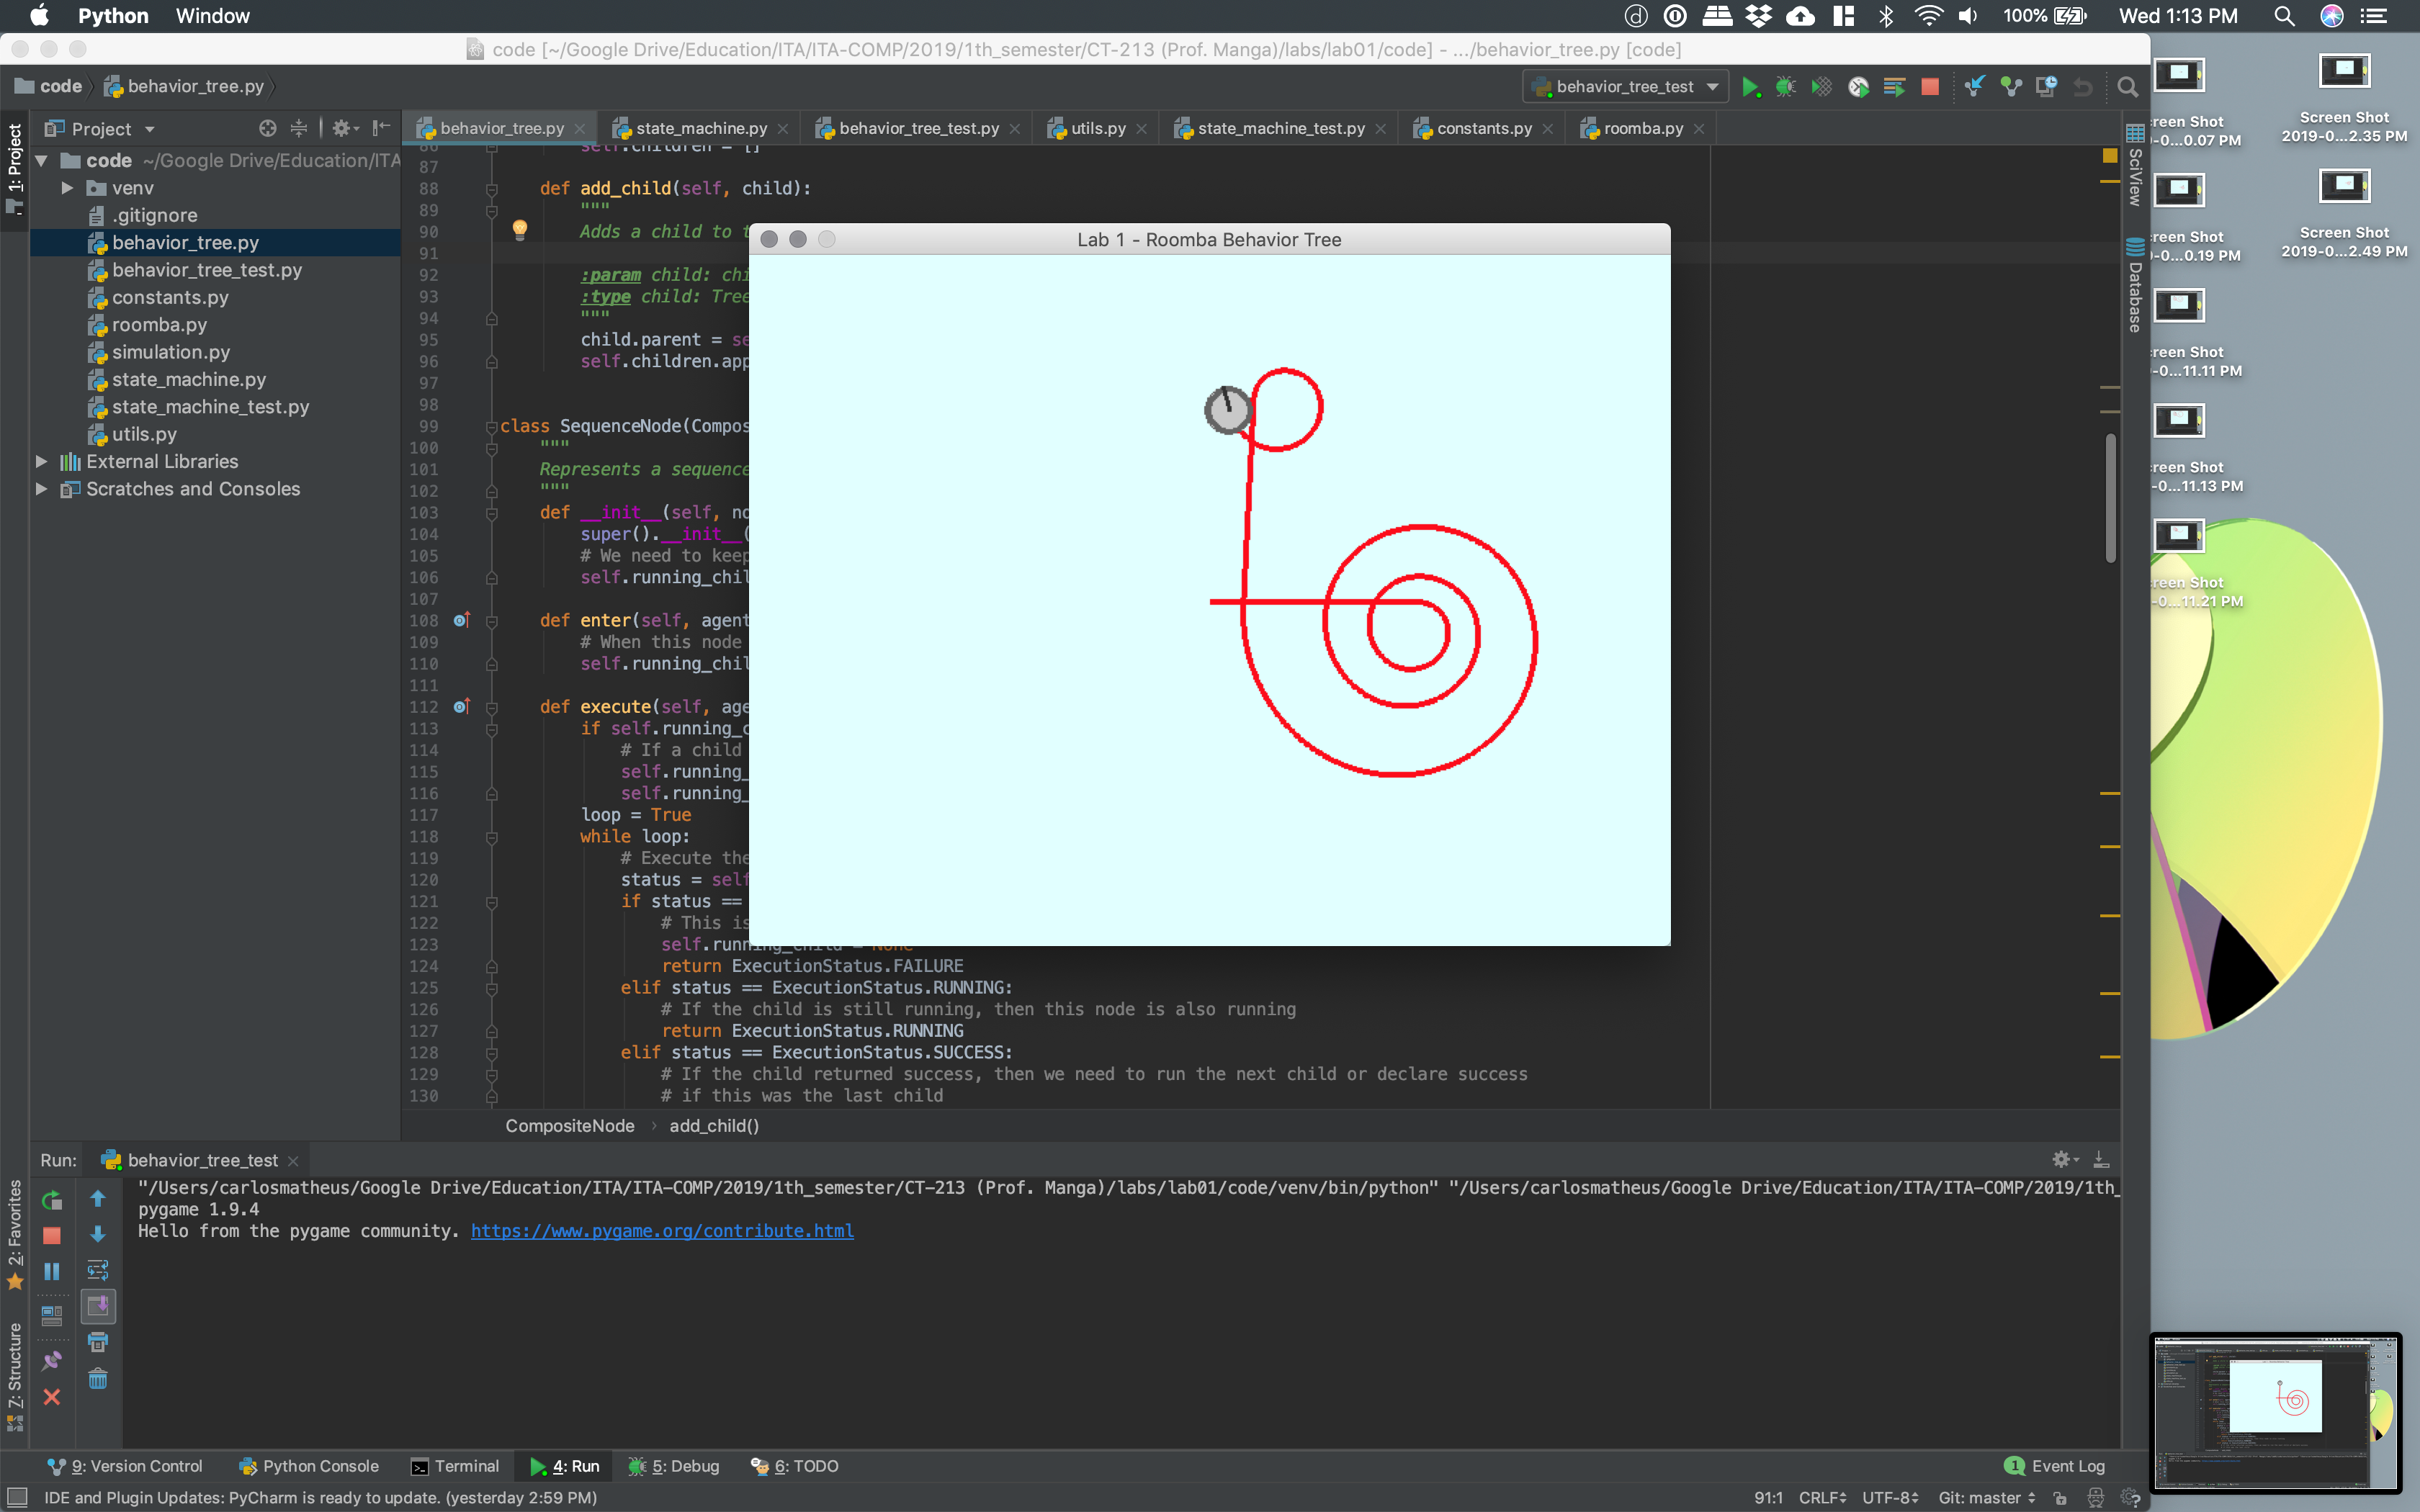 Python Window
100%
Wed 1:13 PM
code [~/Google Drive/Education/ITA/ITA-COMP/2019/1th_semester/CT-213 (Prof. Manga)/labs/lab01/code] - .../behavior_tree.py [code]
code behavior_tree.py
behavior_tree_test
1: Project
Project
behavior_tree.py state_machine.py behavior_tree_test.py utils.py state_machine_test.py constants.py roomba.py
code ~/Google Drive/Education/ITA
venv
.gitignore
behavior_tree.py
behavior_tree_test.py
constants.py
roomba.py
simulation.py
state_machine.py
state_machine_test.py
utils.py
External Libraries
Scratches and Consoles
86 self.children = []
87
88 def add_child(self, child):
89 """
90 Adds a child to t
91
92 :param child: chi
93 :type child: Tree
94 """
95 child.parent = se
96 self.children.app
97
98
99 class SequenceNode(Compos
100 """
101 Represents a sequence
102 """
103 def __init__(self, no
104 super().__init__(
105 # We need to keep
106 self.running_chil
107
108 def enter(self, agent
109 # When this node
110 self.running_chil
111
112 def execute(self, age
113 if self.running_c
114 # If a child
115 self.running_
116 self.running_
117 loop = True
118 while loop:
119 # Execute the
120 status = self
121 if status ==
122 # This is
123 self.running_child = None
124 return ExecutionStatus.FAILURE
125 elif status == ExecutionStatus.RUNNING:
126 # If the child is still running, then this node is also running
127 return ExecutionStatus.RUNNING
128 elif status == ExecutionStatus.SUCCESS:
129 # If the child returned success, then we need to run the next child or declare success
130 # if this was the last child
CompositeNode › add_child()
Lab 1 - Roomba Behavior Tree
SciView
Database
creen Shot
-0...0.07 PM
Screen Shot
2019-0...2.35 PM
creen Shot
-0...0.19 PM
Screen Shot
2019-0...2.49 PM
creen Shot
-0...11.11 PM
creen Shot
-0...11.13 PM
creen Shot
-0...11.21 PM
Run: behavior_tree_test
"/Users/carlosmatheus/Google Drive/Education/ITA/ITA-COMP/2019/1th_semester/CT-213 (Prof. Manga)/labs/lab01/code/venv/bin/python" "/Users/carlosmatheus/Google Drive/Education/ITA/ITA-COMP/2019/1th_
pygame 1.9.4
Hello from the pygame community. https://www.pygame.org/contribute.html
2: Favorites
7: Structure
9: Version Control Python Console Terminal 4: Run 5: Debug 6: TODO
1 Event Log
IDE and Plugin Updates: PyCharm is ready to update. (yesterday 2:59 PM)
91:1 CRLF UTF-8 Git: master